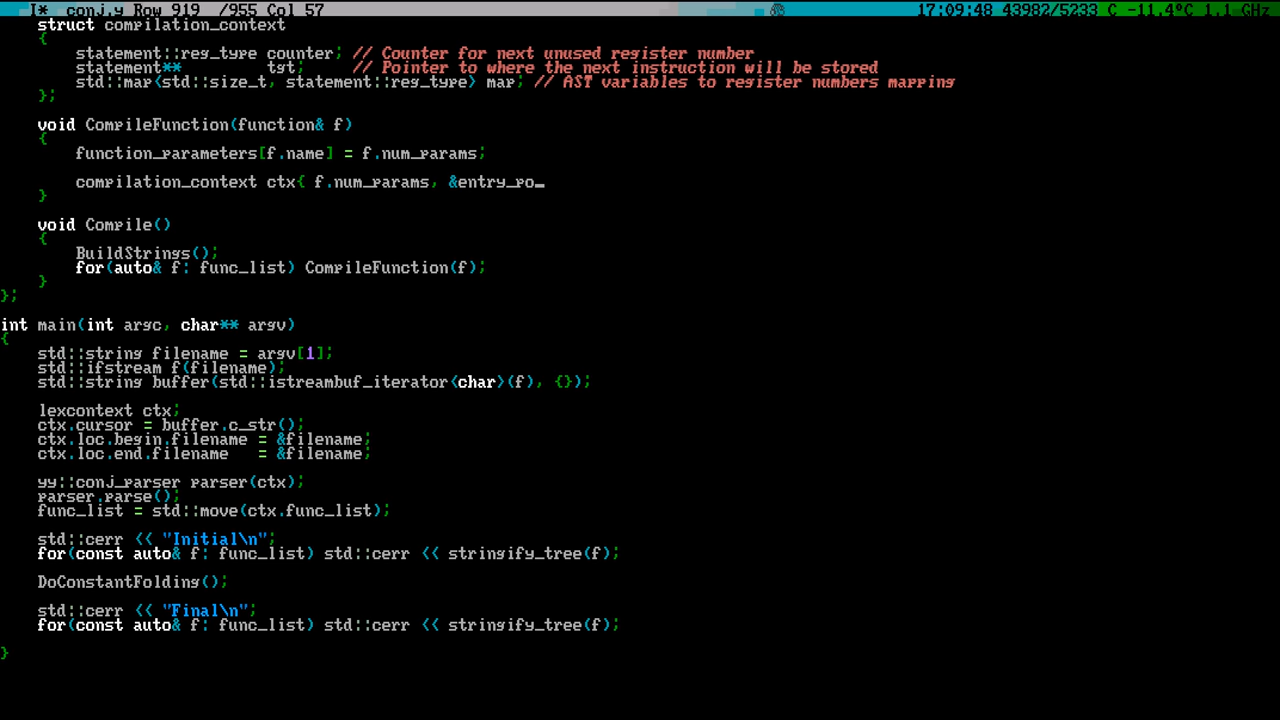 I* conj.y Row 919 /955 Col 57 17:09:48 43982/5233 C -11.4°C 1.1 GHz
struct compilation_context
{
statement::reg_type counter; // Counter for next unused register number
statement** tgt; // Pointer to where the next instruction will be stored
std::map<std::size_t, statement::reg_type> map; // AST variables to register numbers mapping
};
void CompileFunction(function& f)
{
function_parameters[f.name] = f.num_params;
compilation_context ctx{ f.num_params, &entry_po_
}
void Compile()
{
BuildStrings();
for(auto& f: func_list) CompileFunction(f);
}
};
int main(int argc, char** argv)
{
std::string filename = argv[1];
std::ifstream f(filename);
std::string buffer(std::istreambuf_iterator<char>(f), {});
lexcontext ctx;
ctx.cursor = buffer.c_str();
ctx.loc.begin.filename = &filename;
ctx.loc.end.filename = &filename;
yy::conj_parser parser(ctx);
parser.parse();
func_list = std::move(ctx.func_list);
std::cerr << "Initial\n";
for(const auto& f: func_list) std::cerr << stringify_tree(f);
DoConstantFolding();
std::cerr << "Final\n";
for(const auto& f: func_list) std::cerr << stringify_tree(f);
}